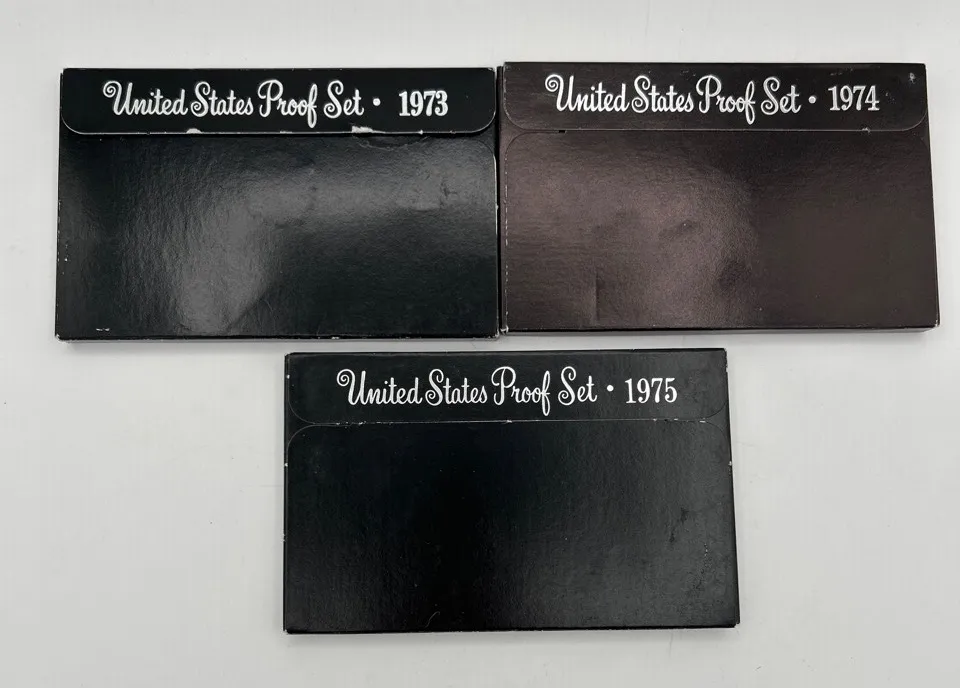 United States Proof Set • 1973
United States Proof Set • 1974
United States Proof Set • 1975